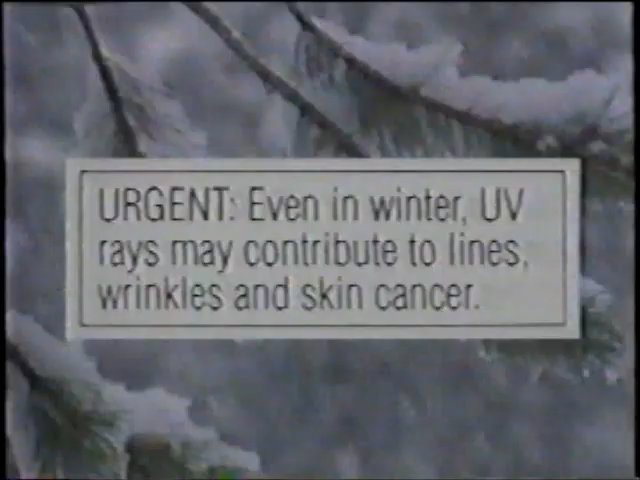 URGENT: Even in winter, UV
rays may contribute to lines,
wrinkles and skin cancer.